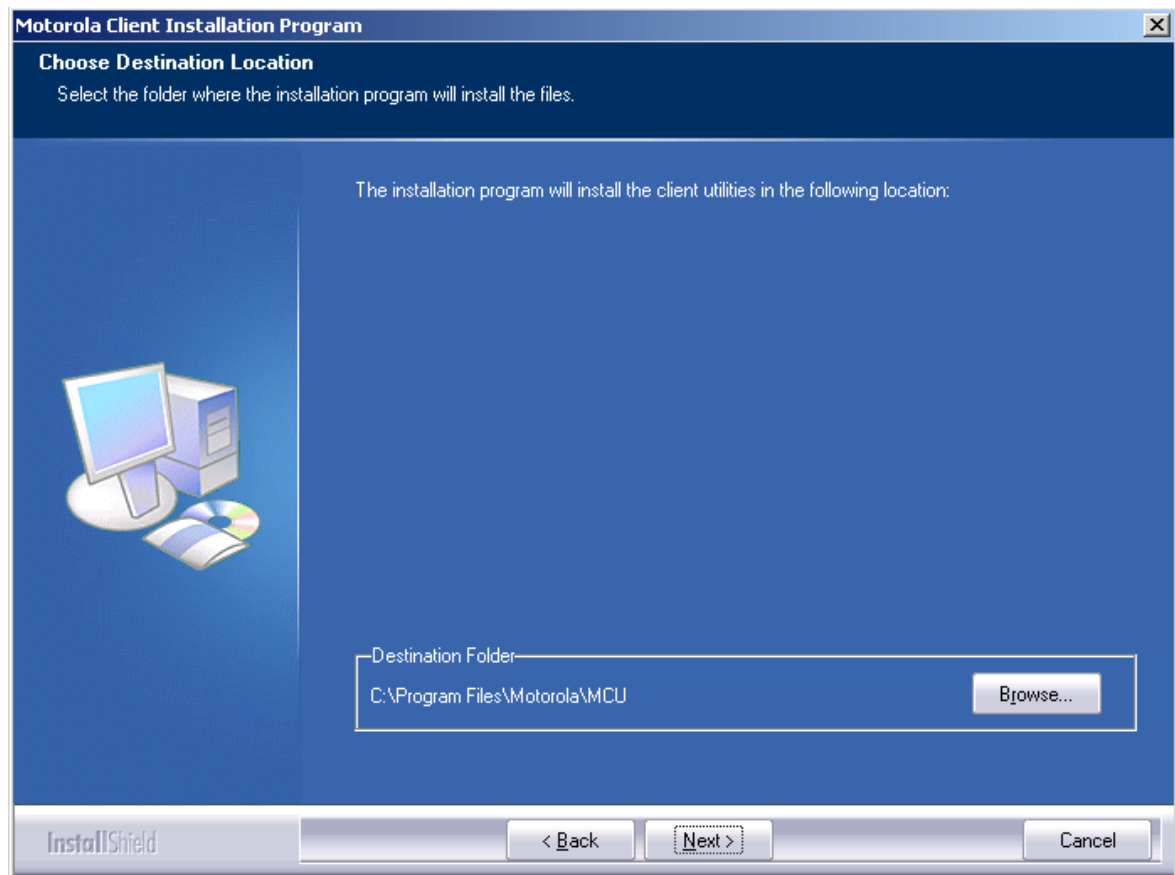 Motorola Client Installation Program
Choose Destination Location
Select the folder where the installation program will install the files.
The installation program will install the client utilities in the following location:
Destination Folder
C:\Program Files\Motorola\MCU
Browse...
InstallShield
< Back
Next >
Cancel